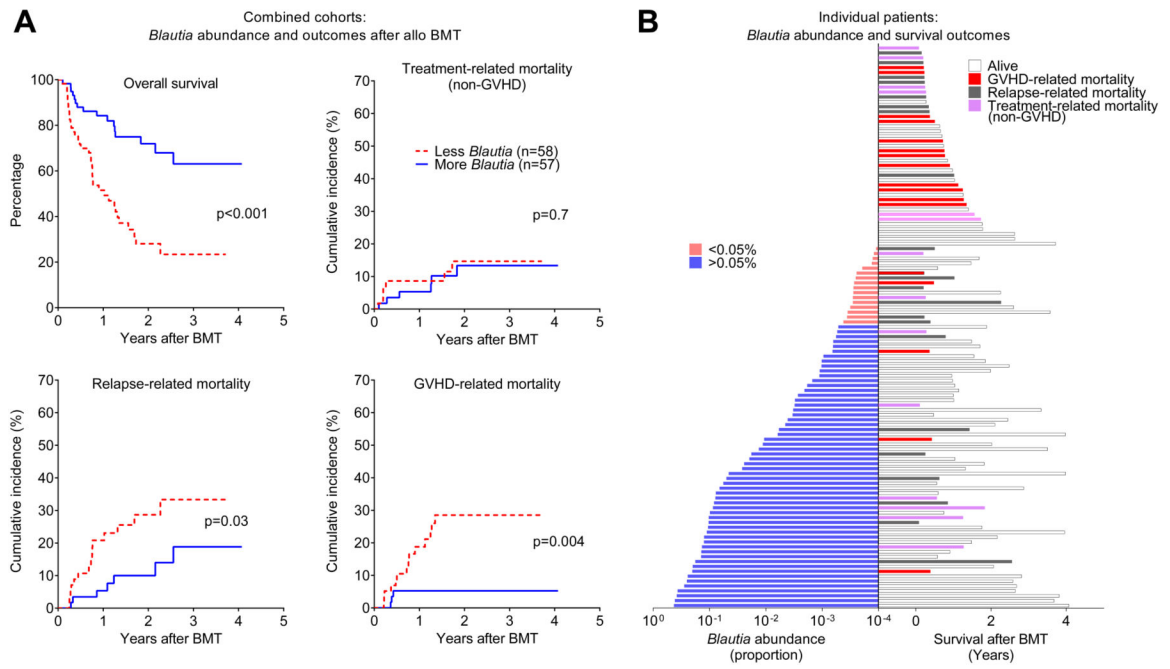 A
Combined cohorts:
Blautia abundance and outcomes after allo BMT
Overall survival
Percentage
100
80
60
40
20
0
p<0.001
0 1 2 3 4 5
Years after BMT
Treatment-related mortality
(non-GVHD)
Cumulative incidence (%)
70
60
50
40
30
20
10
0
Less Blautia (n=58)
More Blautia (n=57)
p=0.7
0 1 2 3 4 5
Years after BMT
Relapse-related mortality
Cumulative incidence (%)
70
60
50
40
30
20
10
0
p=0.03
0 1 2 3 4 5
Years after BMT
GVHD-related mortality
Cumulative incidence (%)
70
60
50
40
30
20
10
0
p=0.004
0 1 2 3 4 5
Years after BMT
B
Individual patients:
Blautia abundance and survival outcomes
Alive
GVHD-related mortality
Relapse-related mortality
Treatment-related mortality
(non-GVHD)
<0.05%
>0.05%
10^0 10^-1 10^-2 10^-3 10^-4
Blautia abundance
(proportion)
0 2 4
Survival after BMT
(Years)